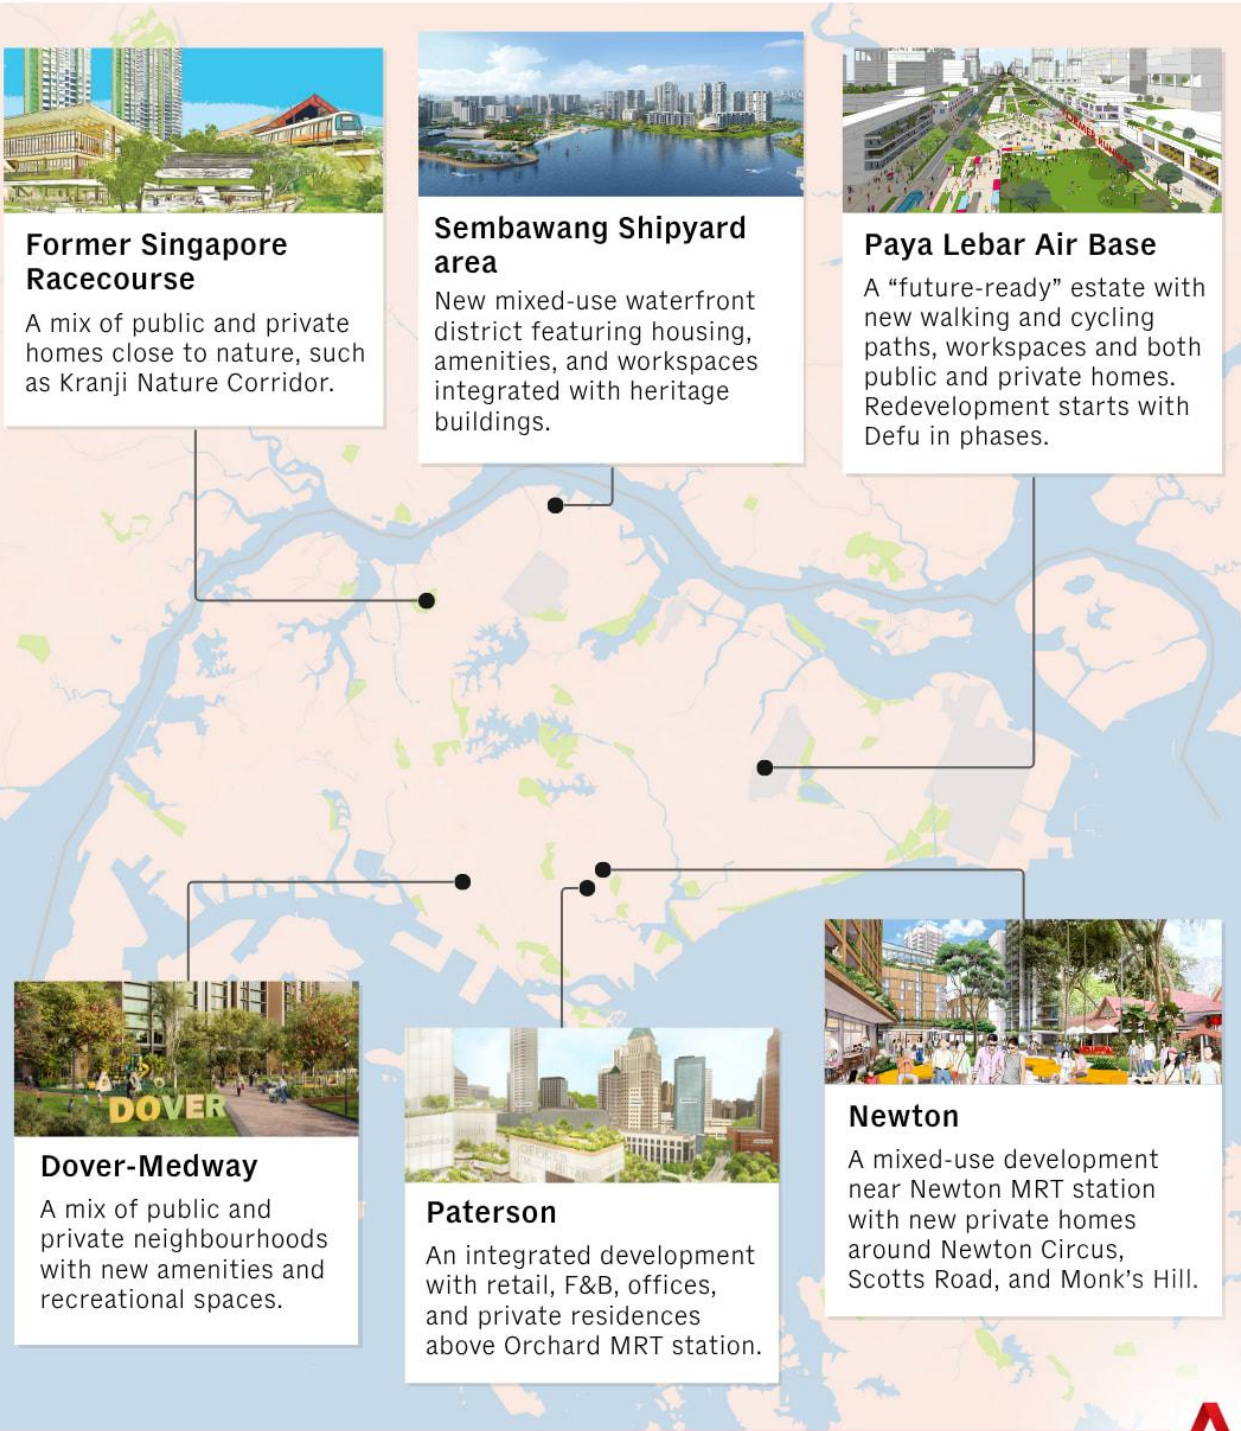 FORMER RUNWAY
Former Singapore
Racecourse
A mix of public and private
homes close to nature, such
as Kranji Nature Corridor.
Sembawang Shipyard
area
New mixed-use waterfront
district featuring housing,
amenities, and workspaces
integrated with heritage
buildings.
Paya Lebar Air Base
A “future-ready” estate with
new walking and cycling
paths, workspaces and both
public and private homes.
Redevelopment starts with
Defu in phases.
DOVER
Dover-Medway
A mix of public and
private neighbourhoods
with new amenities and
recreational spaces.
Paterson
An integrated development
with retail, F&B, offices,
and private residences
above Orchard MRT station.
Newton
A mixed-use development
near Newton MRT station
with new private homes
around Newton Circus,
Scotts Road, and Monk’s Hill.